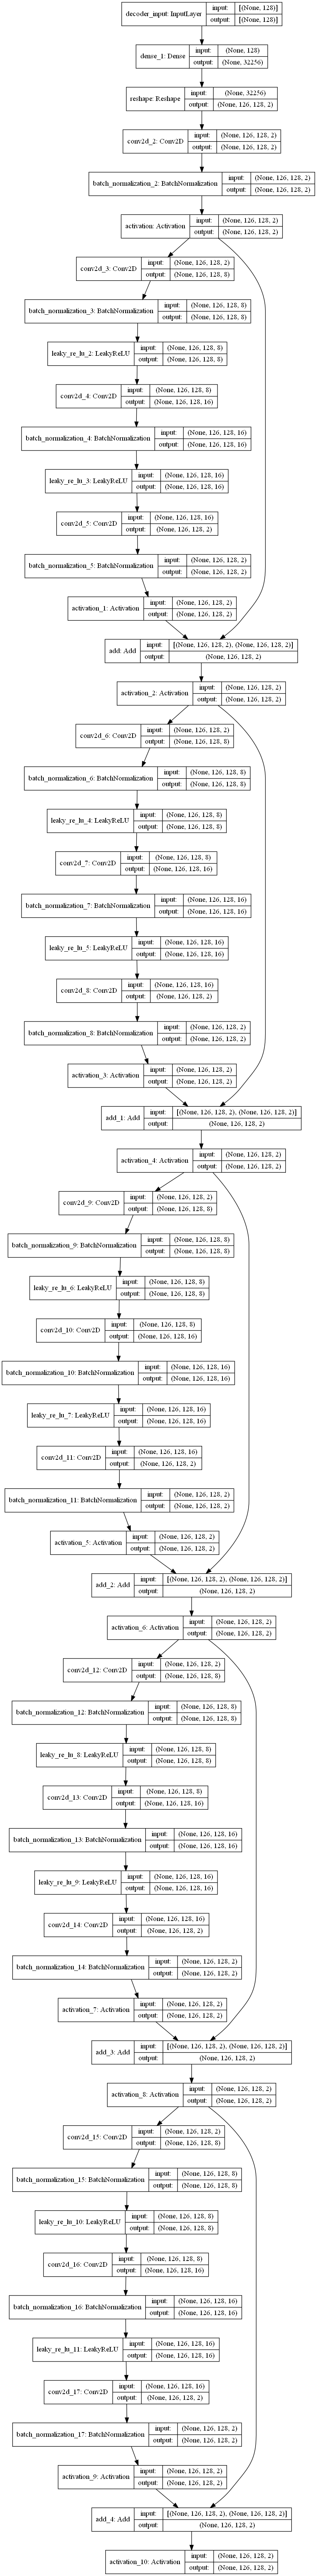 decoder_input: InputLayer input: [(None, 128)]
output: [(None, 128)]
dense_1: Dense input: (None, 128)
output: (None, 32256)
reshape: Reshape input: (None, 32256)
output: (None, 126, 128, 2)
conv2d_2: Conv2D input: (None, 126, 128, 2)
output: (None, 126, 128, 2)
batch_normalization_2: BatchNormalization input: (None, 126, 128, 2)
output: (None, 126, 128, 2)
activation: Activation input: (None, 126, 128, 2)
output: (None, 126, 128, 2)
conv2d_3: Conv2D input: (None, 126, 128, 2)
output: (None, 126, 128, 8)
batch_normalization_3: BatchNormalization input: (None, 126, 128, 8)
output: (None, 126, 128, 8)
leaky_re_lu_2: LeakyReLU input: (None, 126, 128, 8)
output: (None, 126, 128, 8)
conv2d_4: Conv2D input: (None, 126, 128, 8)
output: (None, 126, 128, 16)
batch_normalization_4: BatchNormalization input: (None, 126, 128, 16)
output: (None, 126, 128, 16)
leaky_re_lu_3: LeakyReLU input: (None, 126, 128, 16)
output: (None, 126, 128, 16)
conv2d_5: Conv2D input: (None, 126, 128, 16)
output: (None, 126, 128, 2)
batch_normalization_5: BatchNormalization input: (None, 126, 128, 2)
output: (None, 126, 128, 2)
activation_1: Activation input: (None, 126, 128, 2)
output: (None, 126, 128, 2)
add: Add input: [(None, 126, 128, 2), (None, 126, 128, 2)]
output: (None, 126, 128, 2)
activation_2: Activation input: (None, 126, 128, 2)
output: (None, 126, 128, 2)
conv2d_6: Conv2D input: (None, 126, 128, 2)
output: (None, 126, 128, 8)
batch_normalization_6: BatchNormalization input: (None, 126, 128, 8)
output: (None, 126, 128, 8)
leaky_re_lu_4: LeakyReLU input: (None, 126, 128, 8)
output: (None, 126, 128, 8)
conv2d_7: Conv2D input: (None, 126, 128, 8)
output: (None, 126, 128, 16)
batch_normalization_7: BatchNormalization input: (None, 126, 128, 16)
output: (None, 126, 128, 16)
leaky_re_lu_5: LeakyReLU input: (None, 126, 128, 16)
output: (None, 126, 128, 16)
conv2d_8: Conv2D input: (None, 126, 128, 16)
output: (None, 126, 128, 2)
batch_normalization_8: BatchNormalization input: (None, 126, 128, 2)
output: (None, 126, 128, 2)
activation_3: Activation input: (None, 126, 128, 2)
output: (None, 126, 128, 2)
add_1: Add input: [(None, 126, 128, 2), (None, 126, 128, 2)]
output: (None, 126, 128, 2)
activation_4: Activation input: (None, 126, 128, 2)
output: (None, 126, 128, 2)
conv2d_9: Conv2D input: (None, 126, 128, 2)
output: (None, 126, 128, 8)
batch_normalization_9: BatchNormalization input: (None, 126, 128, 8)
output: (None, 126, 128, 8)
leaky_re_lu_6: LeakyReLU input: (None, 126, 128, 8)
output: (None, 126, 128, 8)
conv2d_10: Conv2D input: (None, 126, 128, 8)
output: (None, 126, 128, 16)
batch_normalization_10: BatchNormalization input: (None, 126, 128, 16)
output: (None, 126, 128, 16)
leaky_re_lu_7: LeakyReLU input: (None, 126, 128, 16)
output: (None, 126, 128, 16)
conv2d_11: Conv2D input: (None, 126, 128, 16)
output: (None, 126, 128, 2)
batch_normalization_11: BatchNormalization input: (None, 126, 128, 2)
output: (None, 126, 128, 2)
activation_5: Activation input: (None, 126, 128, 2)
output: (None, 126, 128, 2)
add_2: Add input: [(None, 126, 128, 2), (None, 126, 128, 2)]
output: (None, 126, 128, 2)
activation_6: Activation input: (None, 126, 128, 2)
output: (None, 126, 128, 2)
conv2d_12: Conv2D input: (None, 126, 128, 2)
output: (None, 126, 128, 8)
batch_normalization_12: BatchNormalization input: (None, 126, 128, 8)
output: (None, 126, 128, 8)
leaky_re_lu_8: LeakyReLU input: (None, 126, 128, 8)
output: (None, 126, 128, 8)
conv2d_13: Conv2D input: (None, 126, 128, 8)
output: (None, 126, 128, 16)
batch_normalization_13: BatchNormalization input: (None, 126, 128, 16)
output: (None, 126, 128, 16)
leaky_re_lu_9: LeakyReLU input: (None, 126, 128, 16)
output: (None, 126, 128, 16)
conv2d_14: Conv2D input: (None, 126, 128, 16)
output: (None, 126, 128, 2)
batch_normalization_14: BatchNormalization input: (None, 126, 128, 2)
output: (None, 126, 128, 2)
activation_7: Activation input: (None, 126, 128, 2)
output: (None, 126, 128, 2)
add_3: Add input: [(None, 126, 128, 2), (None, 126, 128, 2)]
output: (None, 126, 128, 2)
activation_8: Activation input: (None, 126, 128, 2)
output: (None, 126, 128, 2)
conv2d_15: Conv2D input: (None, 126, 128, 2)
output: (None, 126, 128, 8)
batch_normalization_15: BatchNormalization input: (None, 126, 128, 8)
output: (None, 126, 128, 8)
leaky_re_lu_10: LeakyReLU input: (None, 126, 128, 8)
output: (None, 126, 128, 8)
conv2d_16: Conv2D input: (None, 126, 128, 8)
output: (None, 126, 128, 16)
batch_normalization_16: BatchNormalization input: (None, 126, 128, 16)
output: (None, 126, 128, 16)
leaky_re_lu_11: LeakyReLU input: (None, 126, 128, 16)
output: (None, 126, 128, 16)
conv2d_17: Conv2D input: (None, 126, 128, 16)
output: (None, 126, 128, 2)
batch_normalization_17: BatchNormalization input: (None, 126, 128, 2)
output: (None, 126, 128, 2)
activation_9: Activation input: (None, 126, 128, 2)
output: (None, 126, 128, 2)
add_4: Add input: [(None, 126, 128, 2), (None, 126, 128, 2)]
output: (None, 126, 128, 2)
activation_10: Activation input: (None, 126, 128, 2)
output: (None, 126, 128, 2)